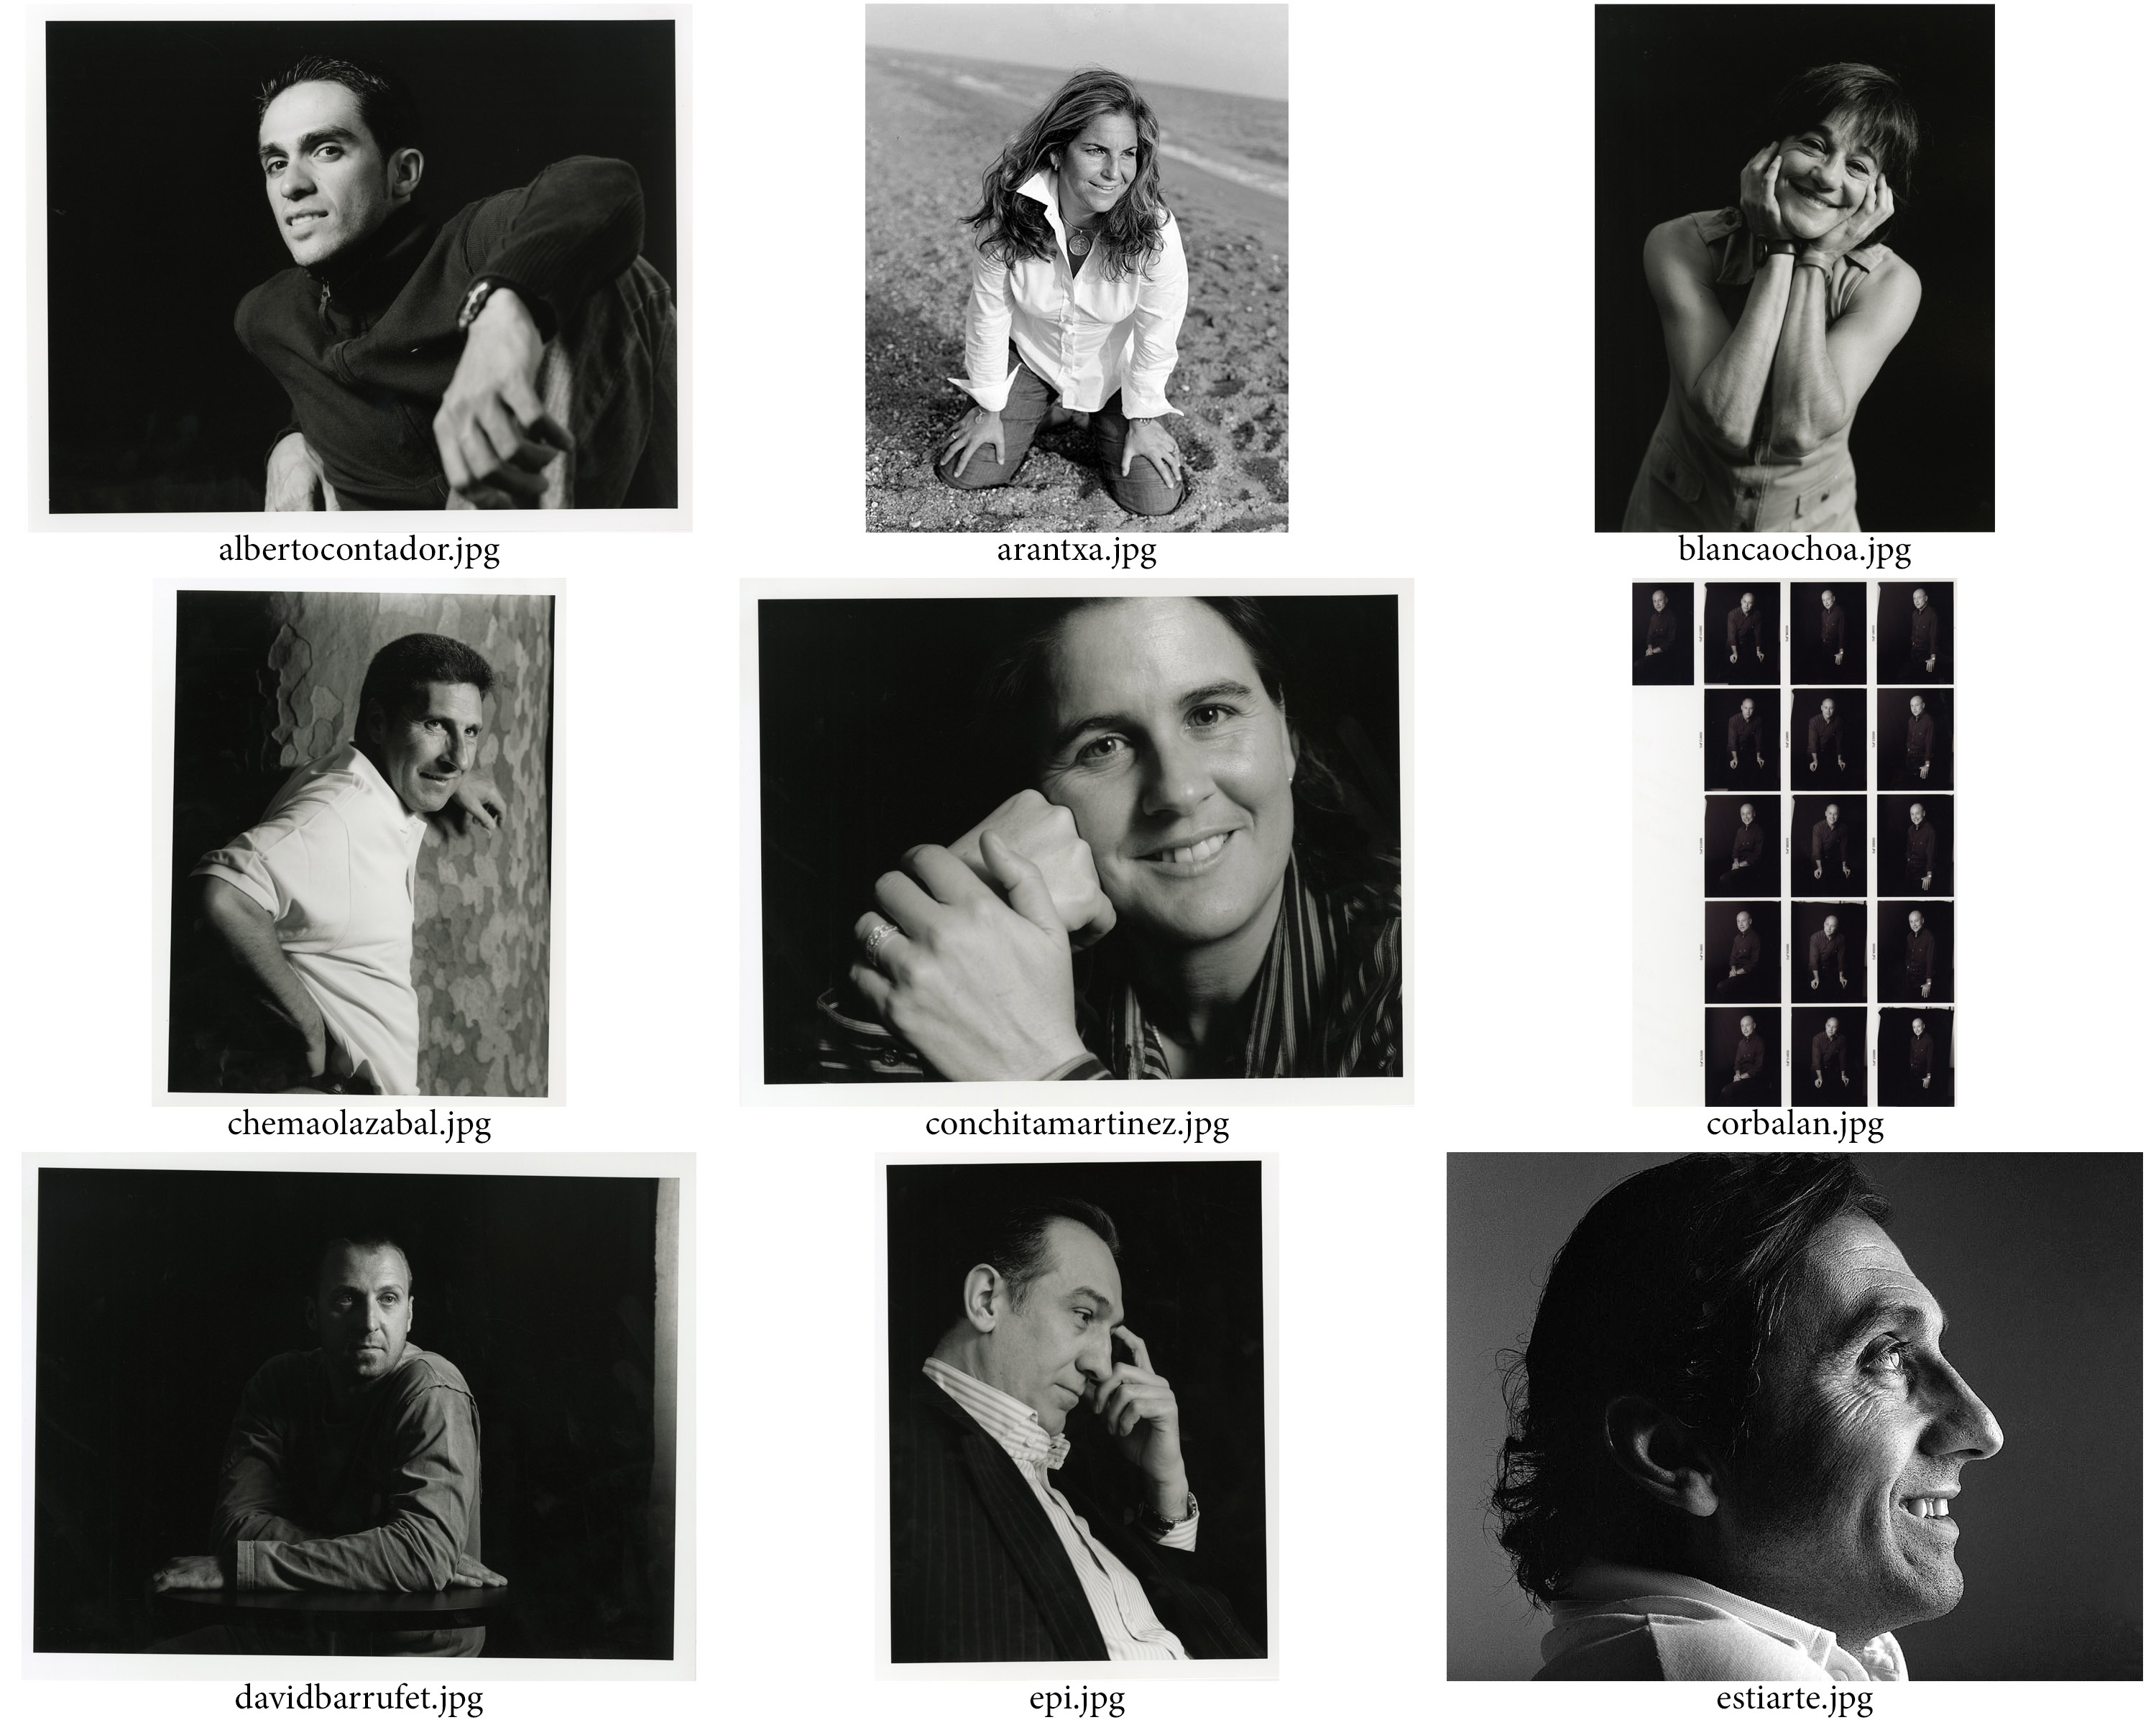 albertocontador.jpg
arantxa.jpg
blancaochoa.jpg
chemaolazabal.jpg
conchitamartinez.jpg
corbalan.jpg
davidbarrufet.jpg
epi.jpg
estiarte.jpg